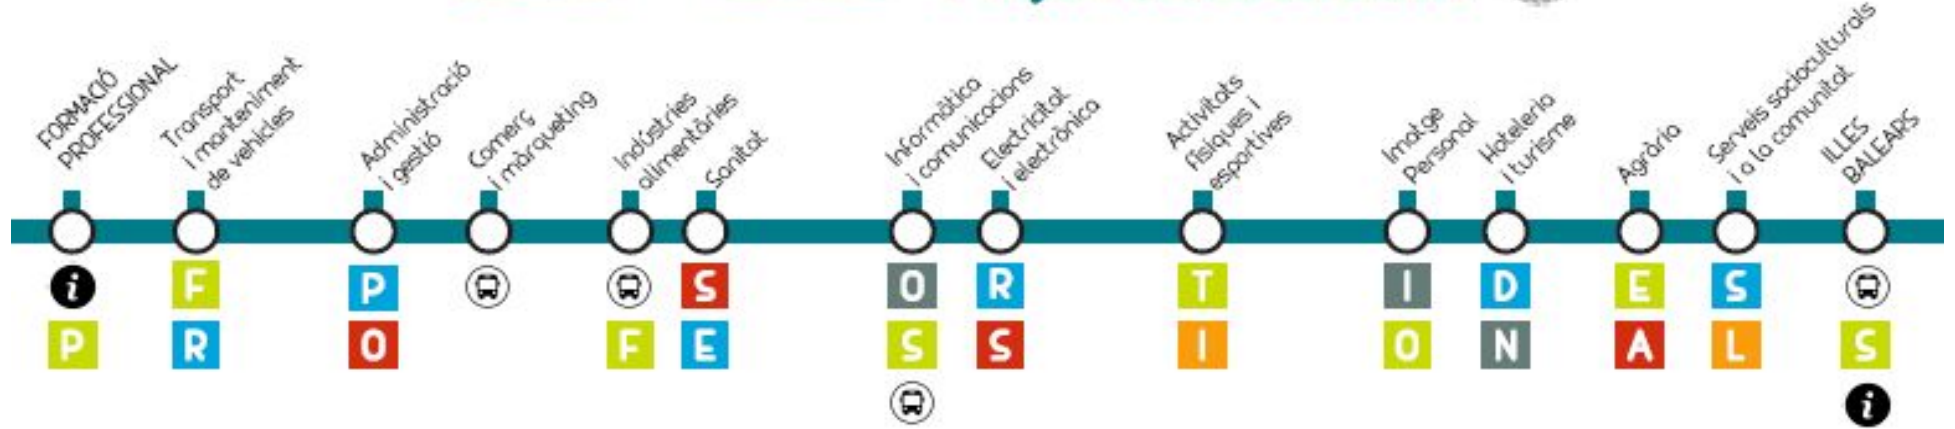 FORMACIÓ
PROFESSIONAL
Transport
i manteniment
de vehicles
Administració
i gestió
Comerç
i màrqueting
Indústries
alimentàries
Sanitat
Informàtica
i comunicacions
Electricitat
i electrònica
Activitats
físiques i
esportives
Imatge
Personal
Hoteleria
i turisme
Agrària
Serveis socioculturals
i a la comunitat
ILLES
BALEARS
i F P S O R T I D E S
P R O F E S S I O N A L S
i